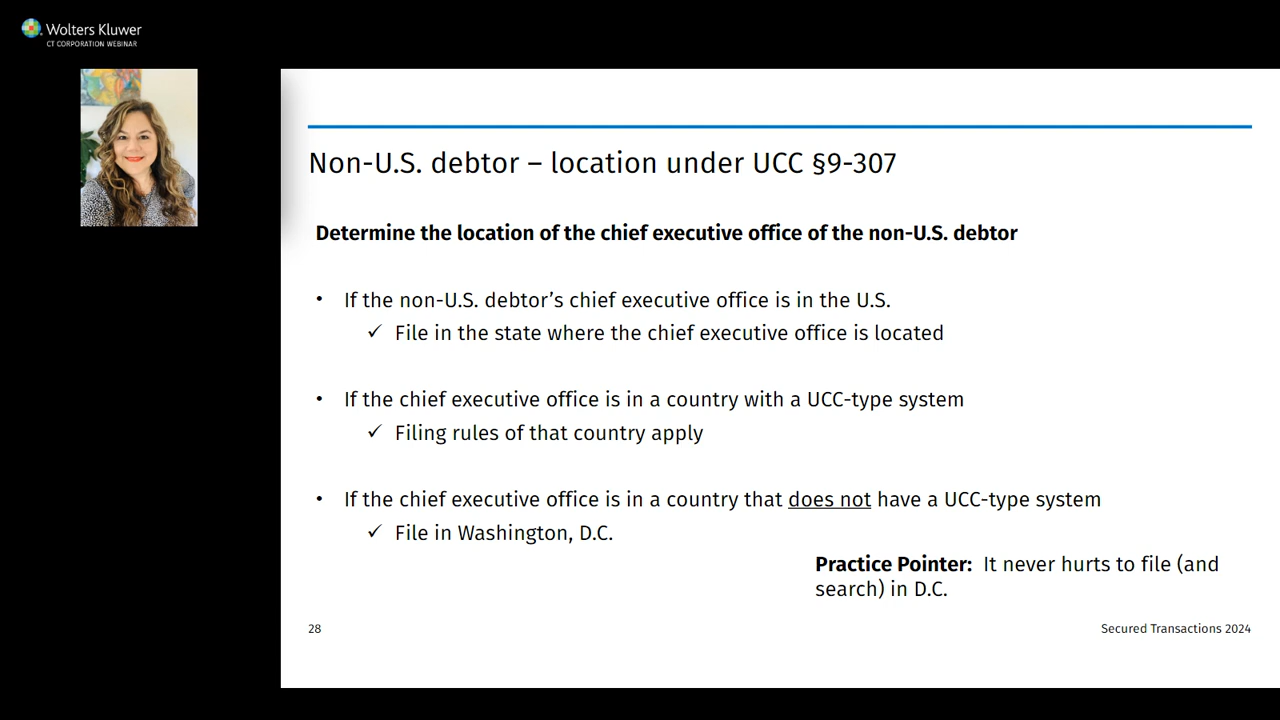 Wolters Kluwer
CT CORPORATION WEBINAR
Non-U.S. debtor – location under UCC §9-307
Determine the location of the chief executive office of the non-U.S. debtor
• If the non-U.S. debtor’s chief executive office is in the U.S.
✓ File in the state where the chief executive office is located
• If the chief executive office is in a country with a UCC-type system
✓ Filing rules of that country apply
• If the chief executive office is in a country that does not have a UCC-type system
✓ File in Washington, D.C.
Practice Pointer: It never hurts to file (and
search) in D.C.
28
Secured Transactions 2024